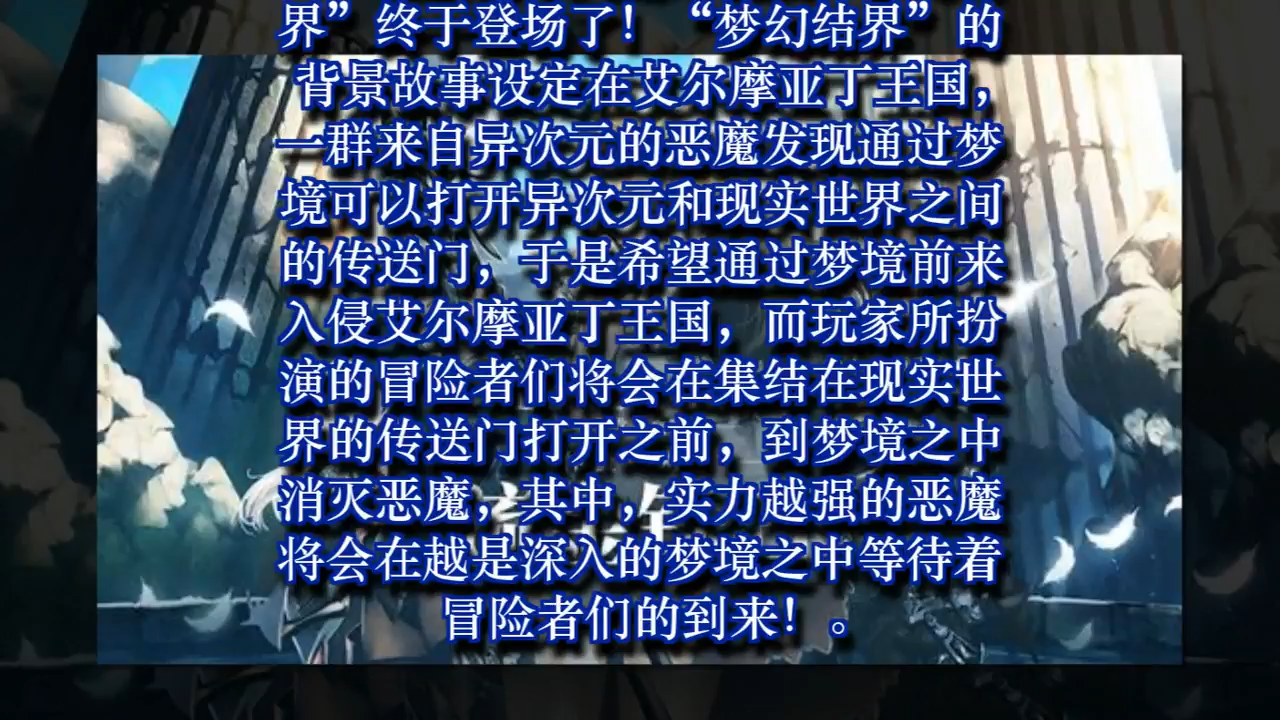 界”终于登场了！“梦幻结界”的
背景故事设定在艾尔摩亚丁王国，
一群来自异次元的恶魔发现通过梦
境可以打开异次元和现实世界之间
的传送门，于是希望通过梦境前来
入侵艾尔摩亚丁王国，而玩家所扮
演的冒险者们将会在集结在现实世
界的传送门打开之前，到梦境之中
消灭恶魔，其中，实力越强的恶魔
将会在越是深入的梦境之中等待着
冒险者们的到来！。